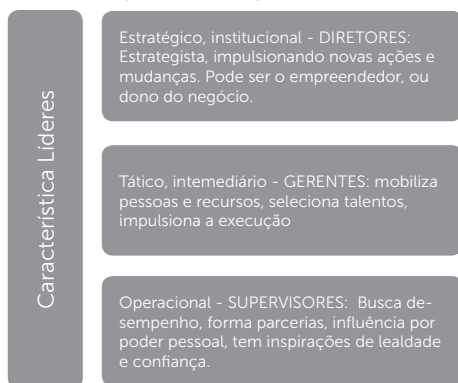 Característica Líderes
Estratégico, institucional - DIRETORES:
Estrategista, impulsionando novas ações e
mudanças. Pode ser o empreendedor, ou
dono do negócio.
Tático, intemediário - GERENTES: mobiliza
pessoas e recursos, seleciona talentos,
impulsiona a execução
Operacional - SUPERVISORES: Busca de-
sempenho, forma parcerias, influência por
poder pessoal, tem inspirações de lealdade
e confiança.